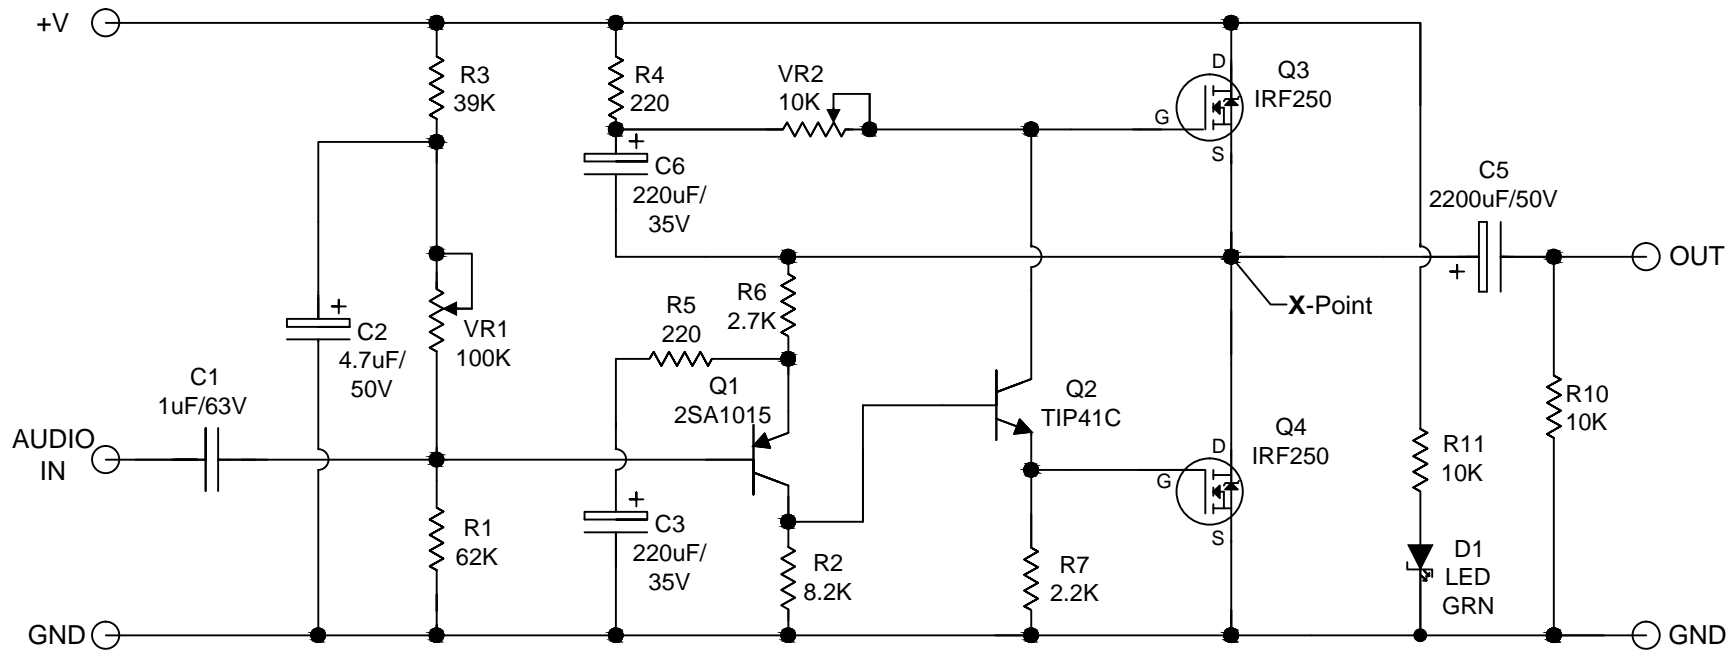 +V
R3
39K
R4
220
VR2
10K
D
Q3
IRF250
G
S
+
C6
220uF/
35V
C5
2200uF/50V
+
OUT
X-Point
R6
2.7K
R5
220
+
C2
4.7uF/
50V
VR1
100K
C1
1uF/63V
Q1
2SA1015
Q2
TIP41C
AUDIO
IN
D
Q4
IRF250
G
S
R11
10K
R10
10K
R1
62K
+
C3
220uF/
35V
R2
8.2K
R7
2.2K
D1
LED
GRN
GND
GND